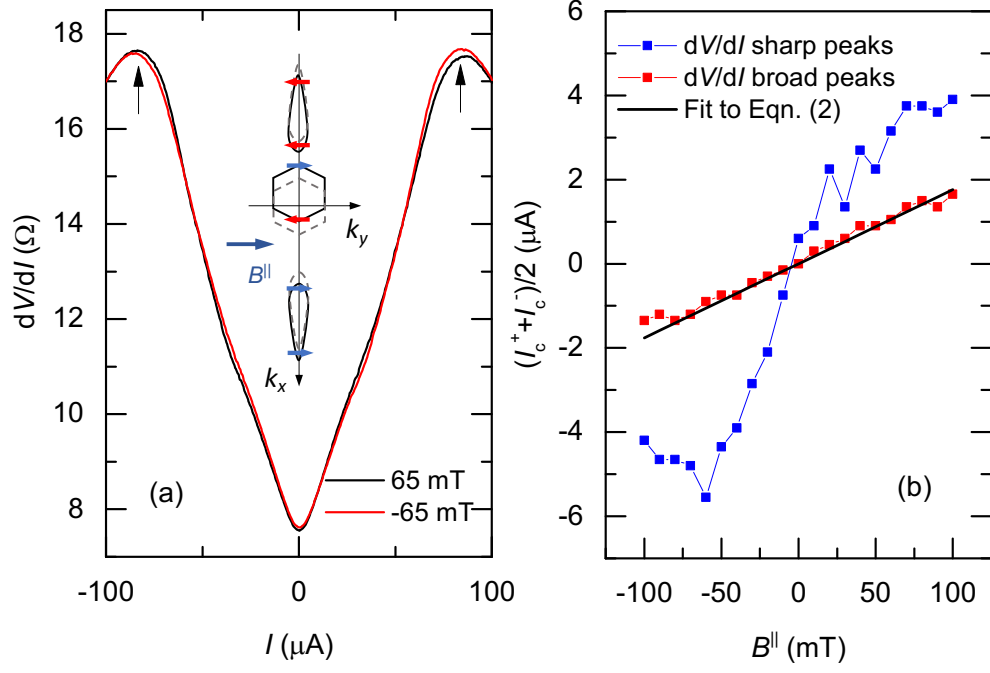 18
16
14
12
10
8
dV/dI (Ω)
-100
0
100
I (μA)
k_y
B^||
k_x
(a)
65 mT
-65 mT
6
4
2
0
-2
-4
-6
(I_c^+ + I_c^-)/2 (μA)
dV/dI sharp peaks
dV/dI broad peaks
Fit to Eqn. (2)
(b)
-100
-50
0
50
100
B^|| (mT)